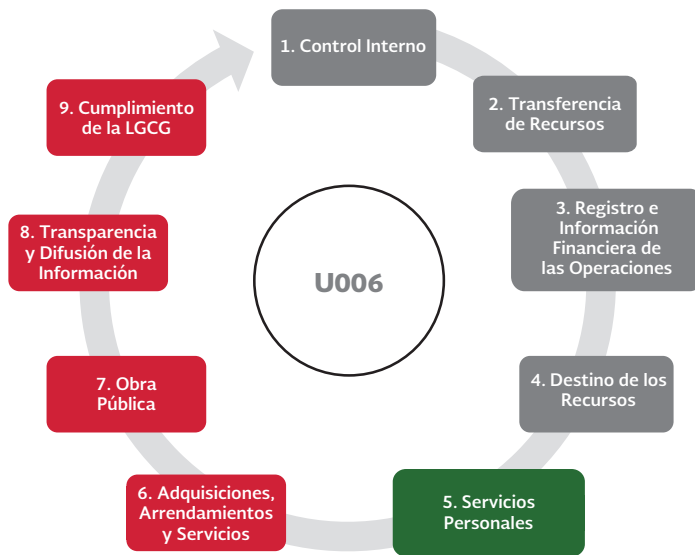 1. Control Interno
2. Transferencia
de Recursos
3. Registro e
Información
Financiera de
las Operaciones
4. Destino de los
Recursos
5. Servicios
Personales
6. Adquisiciones,
Arrendamientos
y Servicios
7. Obra
Pública
8. Transparencia
y Difusión de la
Información
9. Cumplimiento
de la LGCG
U006